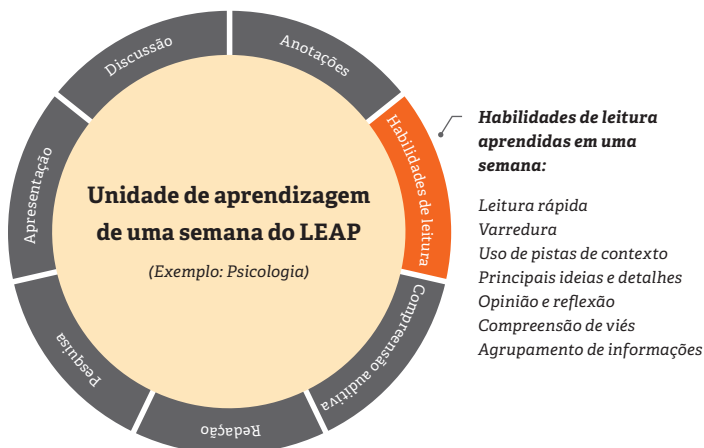 Discussão
Anotações
Habilidades de leitura
Compreensão auditiva
Redação
Pesquisa
Apresentação
Unidade de aprendizagem
de uma semana do LEAP
(Exemplo: Psicologia)
Habilidades de leitura
aprendidas em uma
semana:
Leitura rápida
Varredura
Uso de pistas de contexto
Principais ideias e detalhes
Opinião e reflexão
Compreensão de viés
Agrupamento de informações